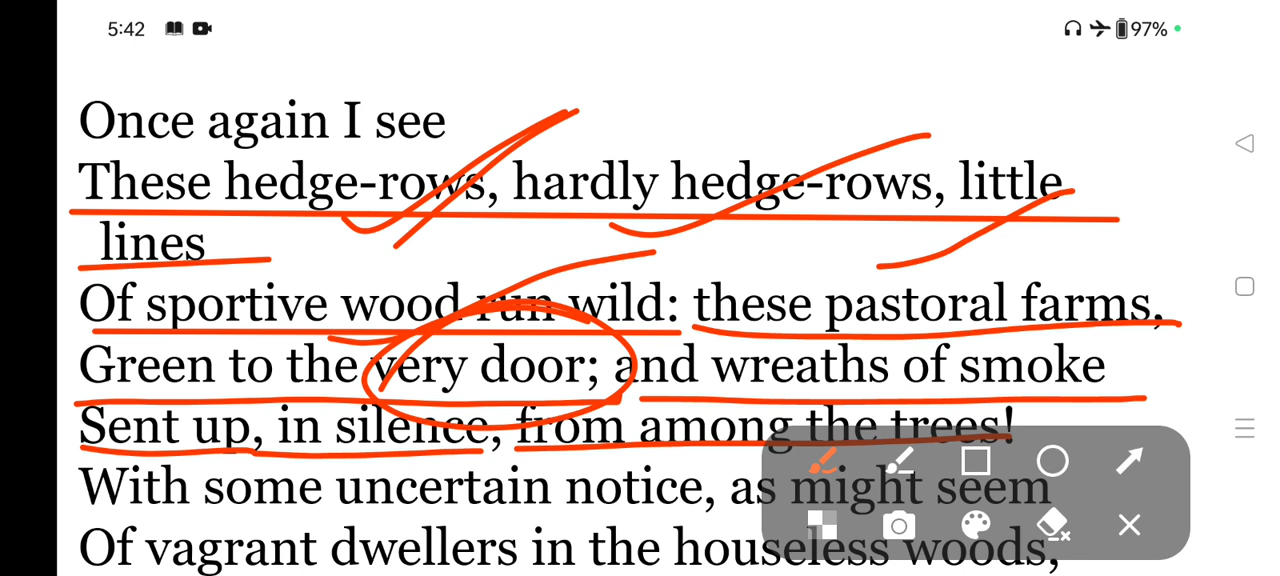 5:42
97%
Once again I see
These hedge-rows, hardly hedge-rows, little
lines
Of sportive wood run wild: these pastoral farms,
Green to the very door; and wreaths of smoke
Sent up, in silence, from among the trees!
With some uncertain notice, as might seem
Of vagrant dwellers in the houseless woods,